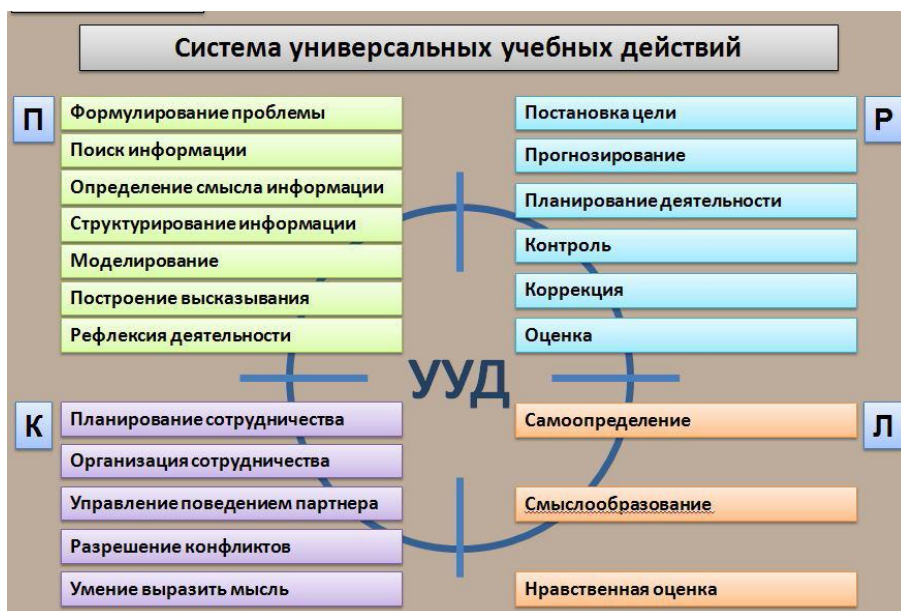 Система универсальных учебных действий
П
Формулирование проблемы
Поиск информации
Определение смысла информации
Структурирование информации
Моделирование
Построение высказывания
Рефлексия деятельности
Р
Постановка цели
Прогнозирование
Планирование деятельности
Контроль
Коррекция
Оценка
УУД
К
Планирование сотрудничества
Организация сотрудничества
Управление поведением партнера
Разрешение конфликтов
Умение выразить мысль
Л
Самоопределение
Смыслообразование
Нравственная оценка